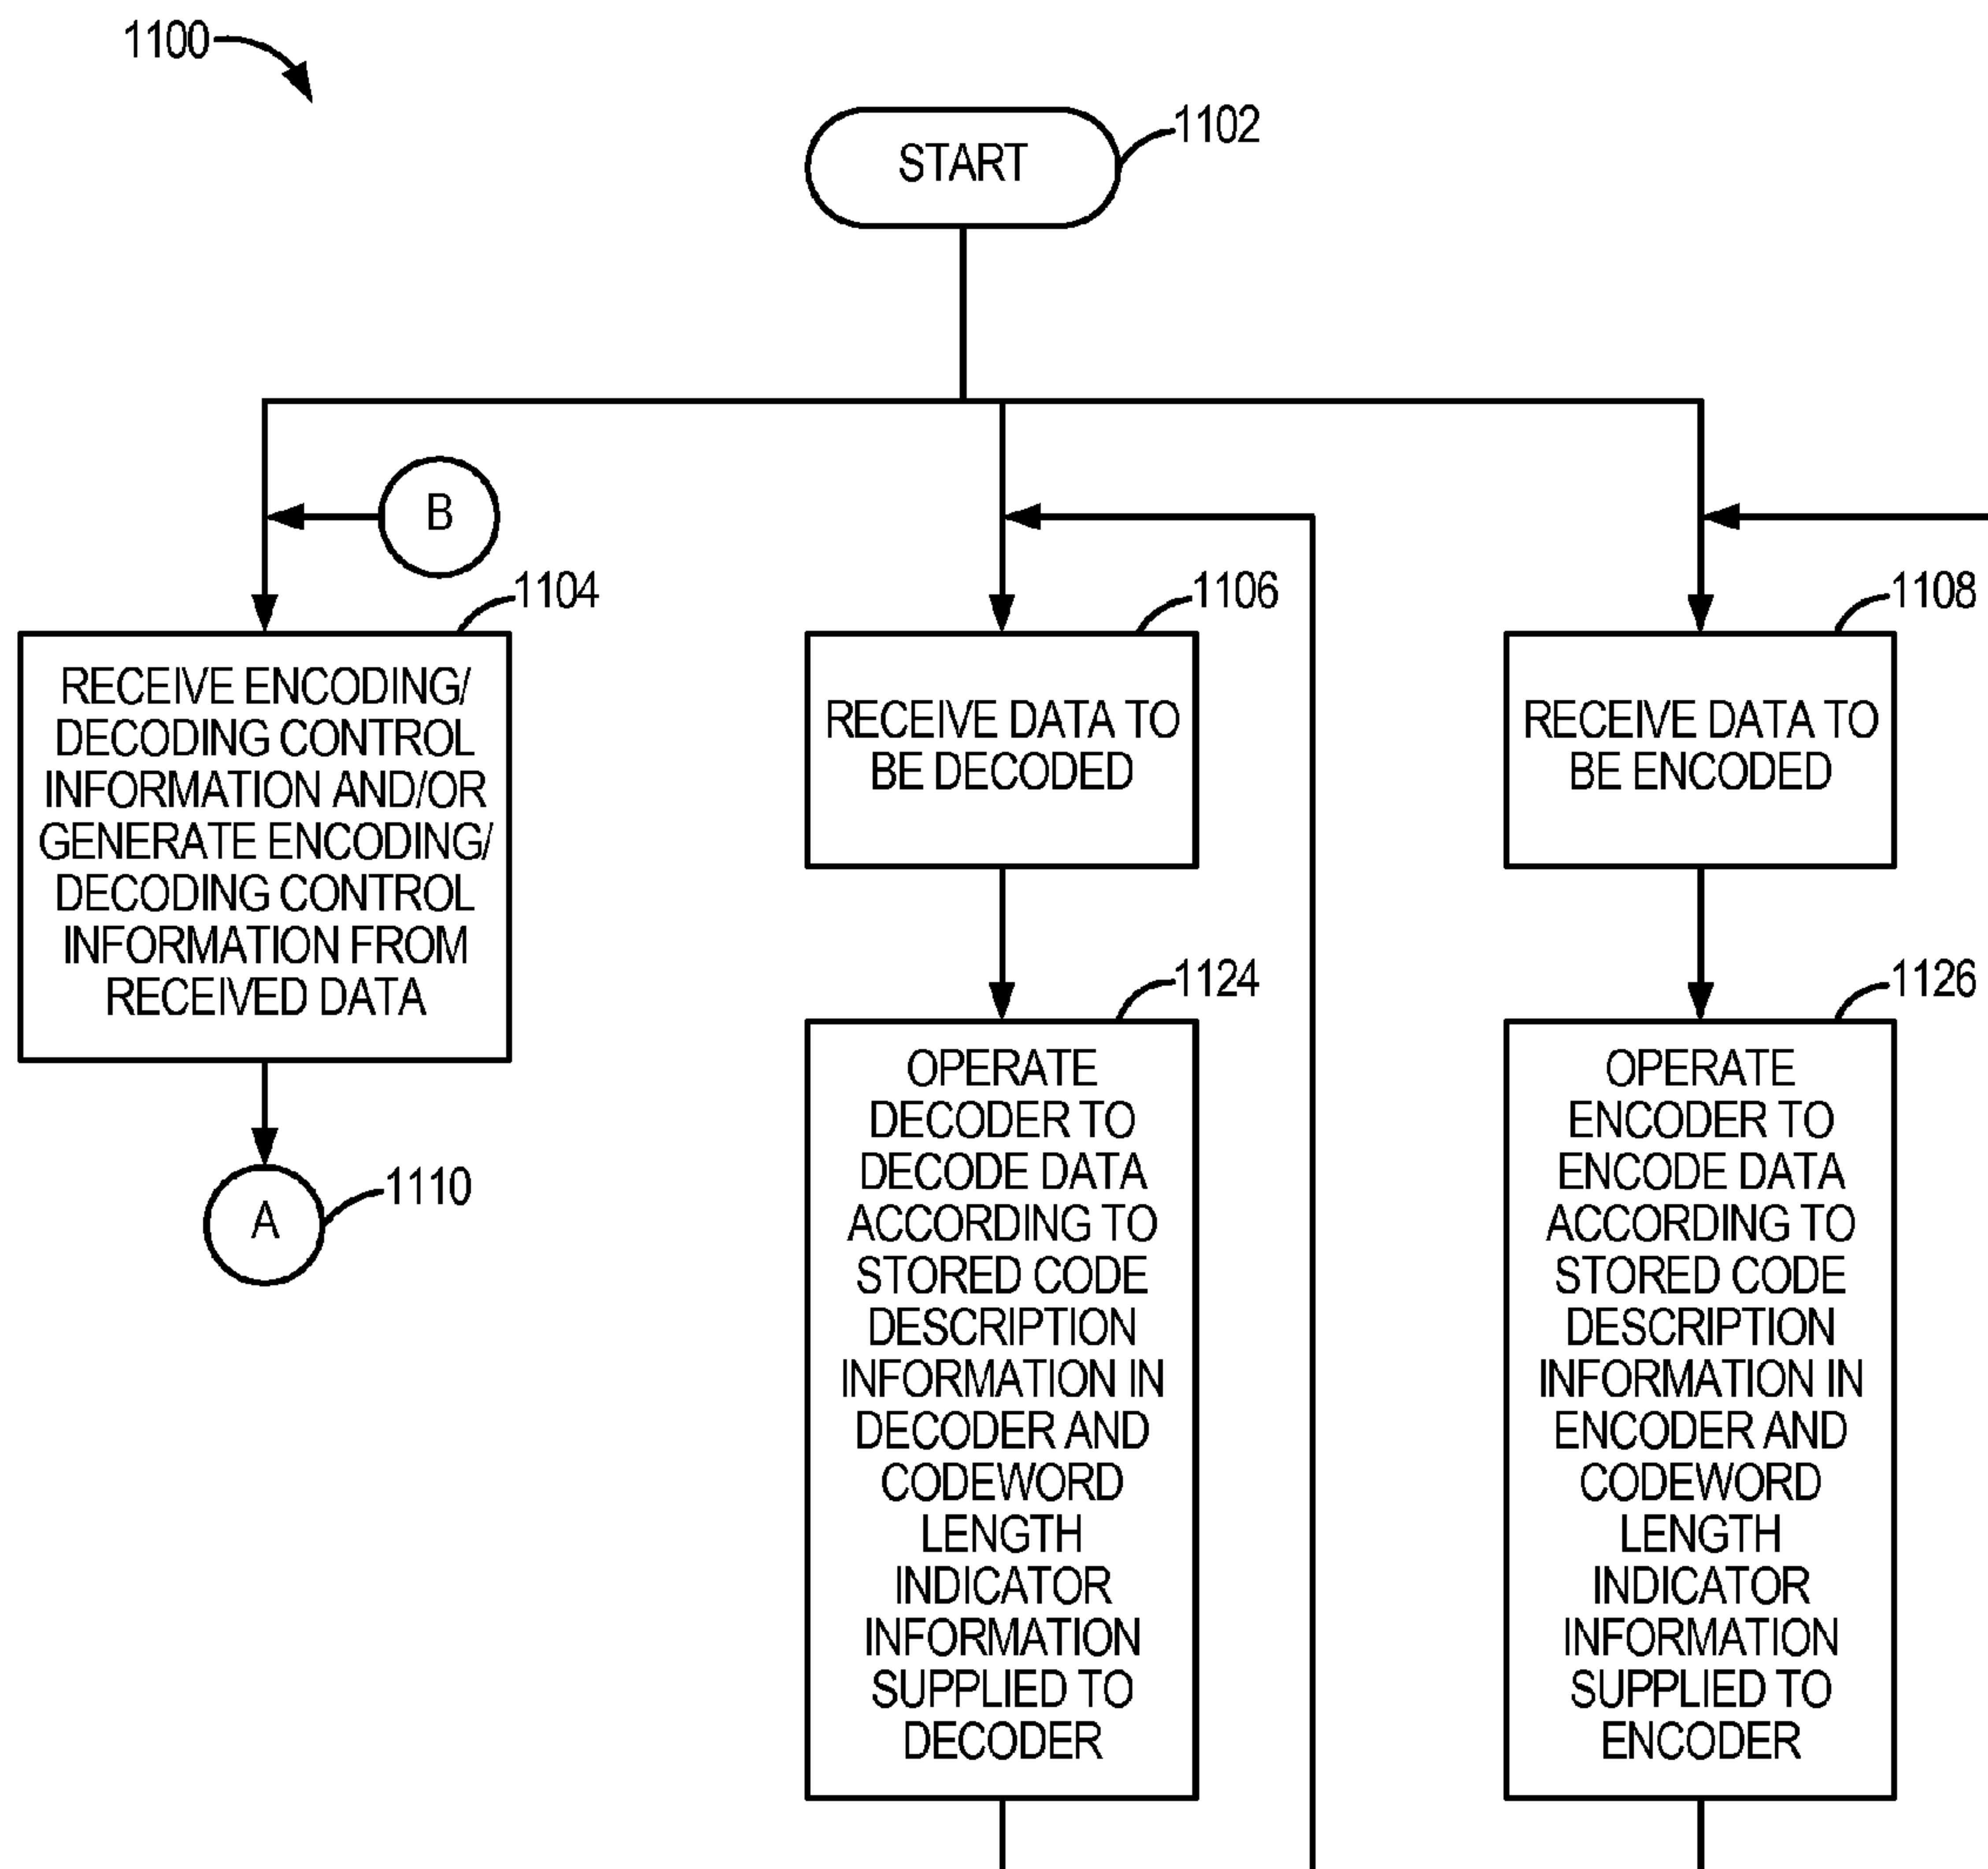 1100
1102
START
B
1104
1106
1108
RECEIVE ENCODING/
DECODING CONTROL
INFORMATION AND/OR
GENERATE ENCODING/
DECODING CONTROL
INFORMATION FROM
RECEIVED DATA
RECEIVE DATA TO
BE DECODED
RECEIVE DATA TO
BE ENCODED
1110
A
1124
OPERATE
DECODER TO
DECODE DATA
ACCORDING TO
STORED CODE
DESCRIPTION
INFORMATION IN
DECODER AND
CODEWORD
LENGTH
INDICATOR
INFORMATION
SUPPLIED TO
DECODER
1126
OPERATE
ENCODER TO
ENCODE DATA
ACCORDING TO
STORED CODE
DESCRIPTION
INFORMATION IN
ENCODER AND
CODEWORD
LENGTH
INDICATOR
INFORMATION
SUPPLIED TO
ENCODER